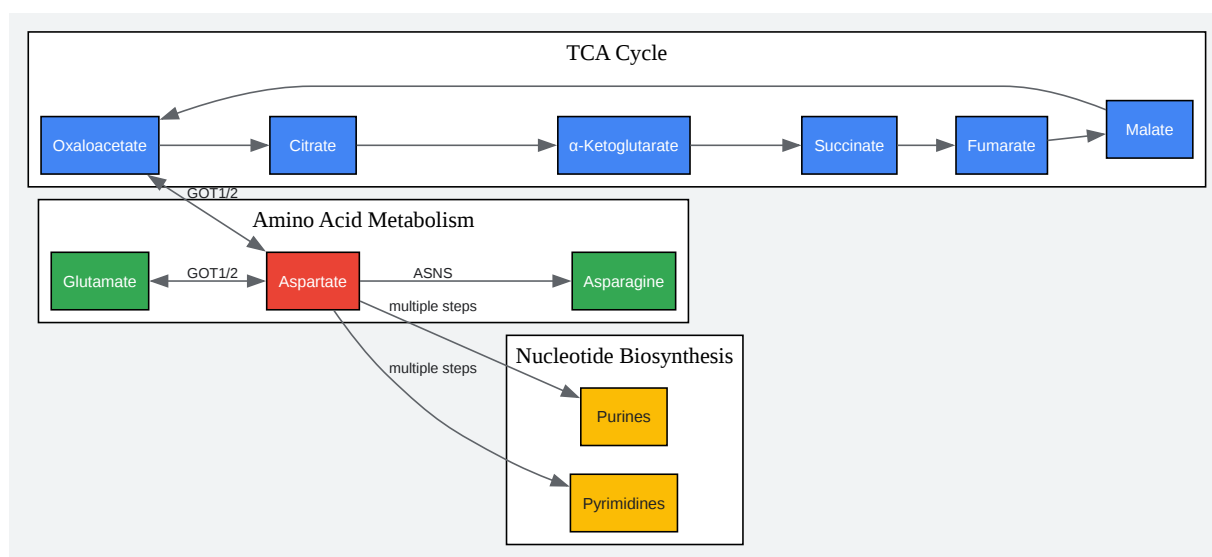 TCA Cycle
Oxaloacetate
Citrate
α-Ketoglutarate
Succinate
Fumarate
Malate
GOT1/2
Amino Acid Metabolism
Glutamate
GOT1/2
Aspartate
ASNS
Asparagine
multiple steps
Nucleotide Biosynthesis
multiple steps
Purines
Pyrimidines